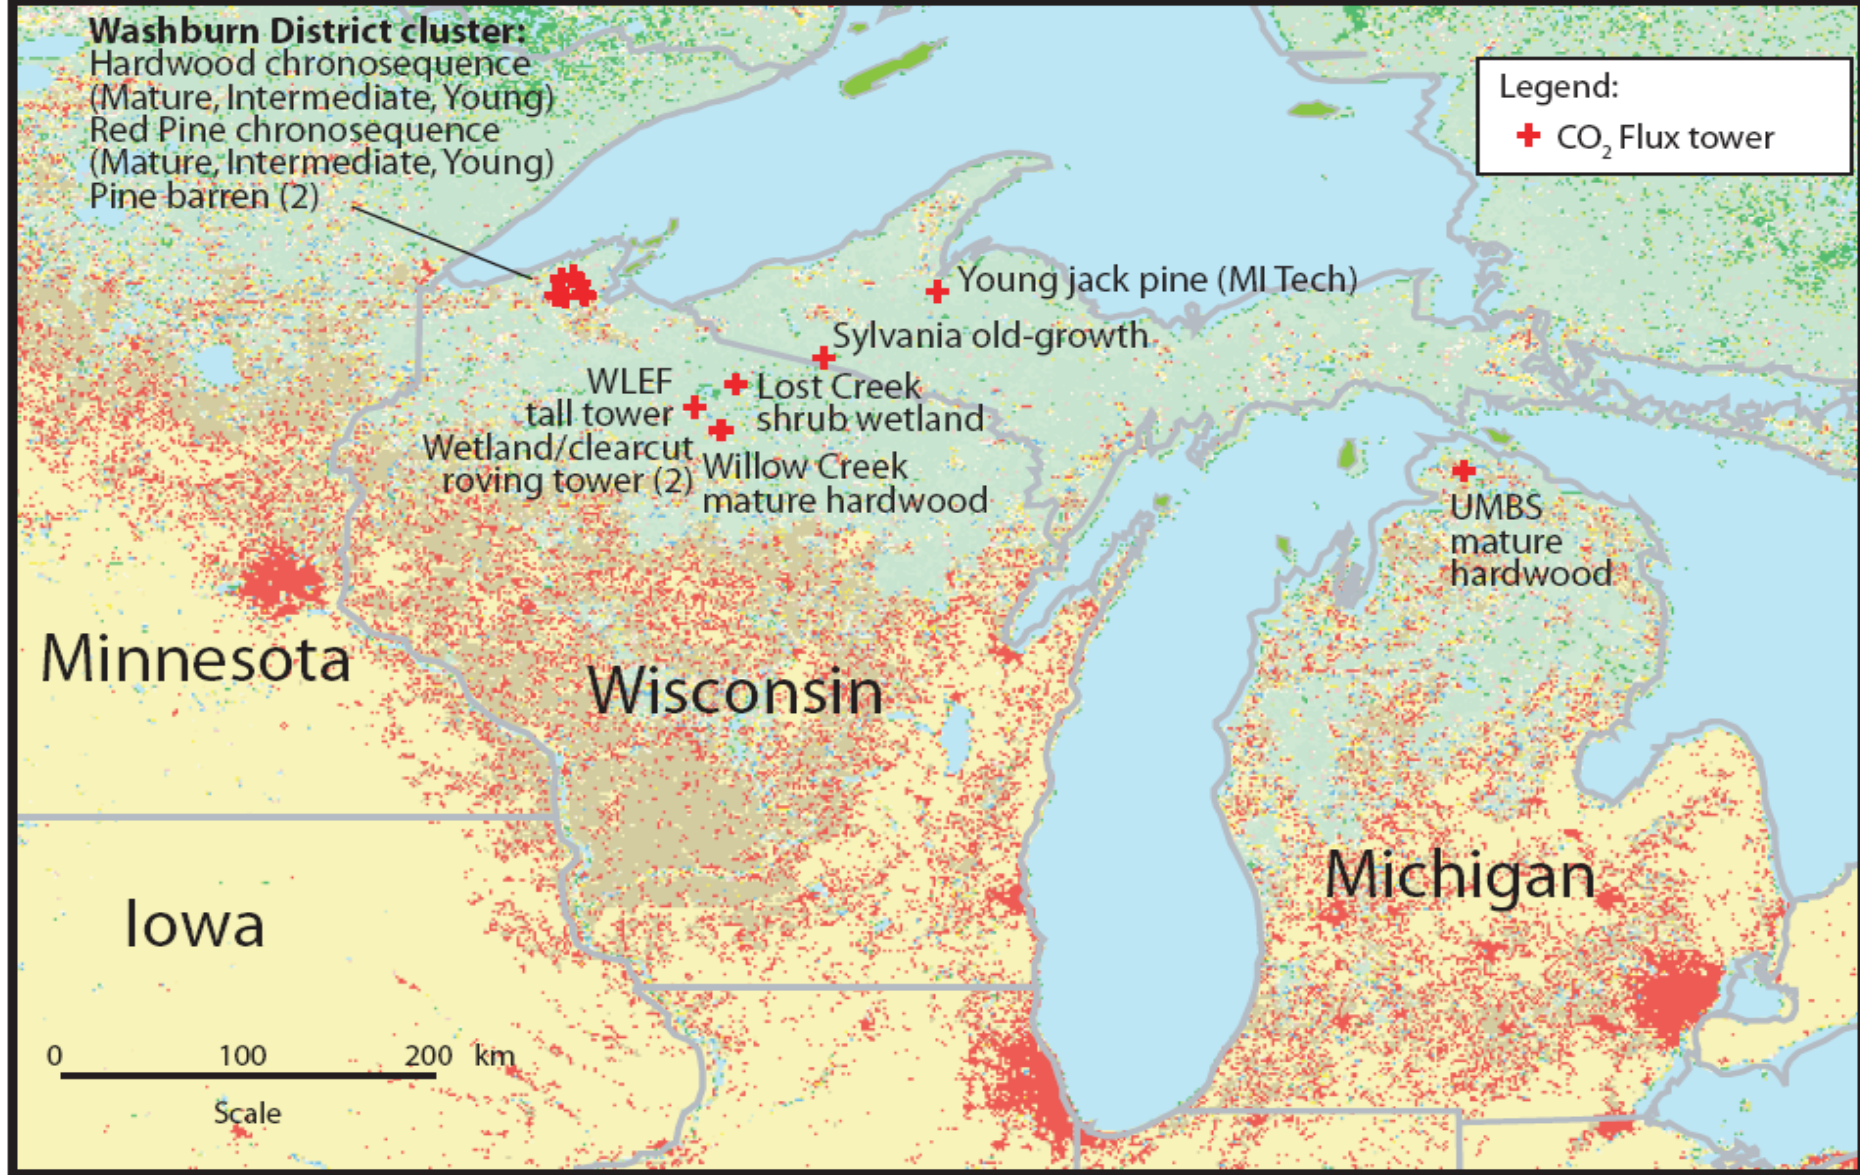 Washburn District cluster:
Hardwood chronosequence
(Mature, Intermediate, Young)
Red Pine chronosequence
(Mature, Intermediate, Young)
Pine barren (2)
Legend:
CO₂ Flux tower
Young jack pine (MI Tech)
Sylvania old-growth
WLEF
tall tower
Lost Creek
shrub wetland
Wetland/clearcut
roving tower (2)
Willow Creek
mature hardwood
UMBS
mature
hardwood
Minnesota
Wisconsin
Michigan
Iowa
0 100 200 km
Scale